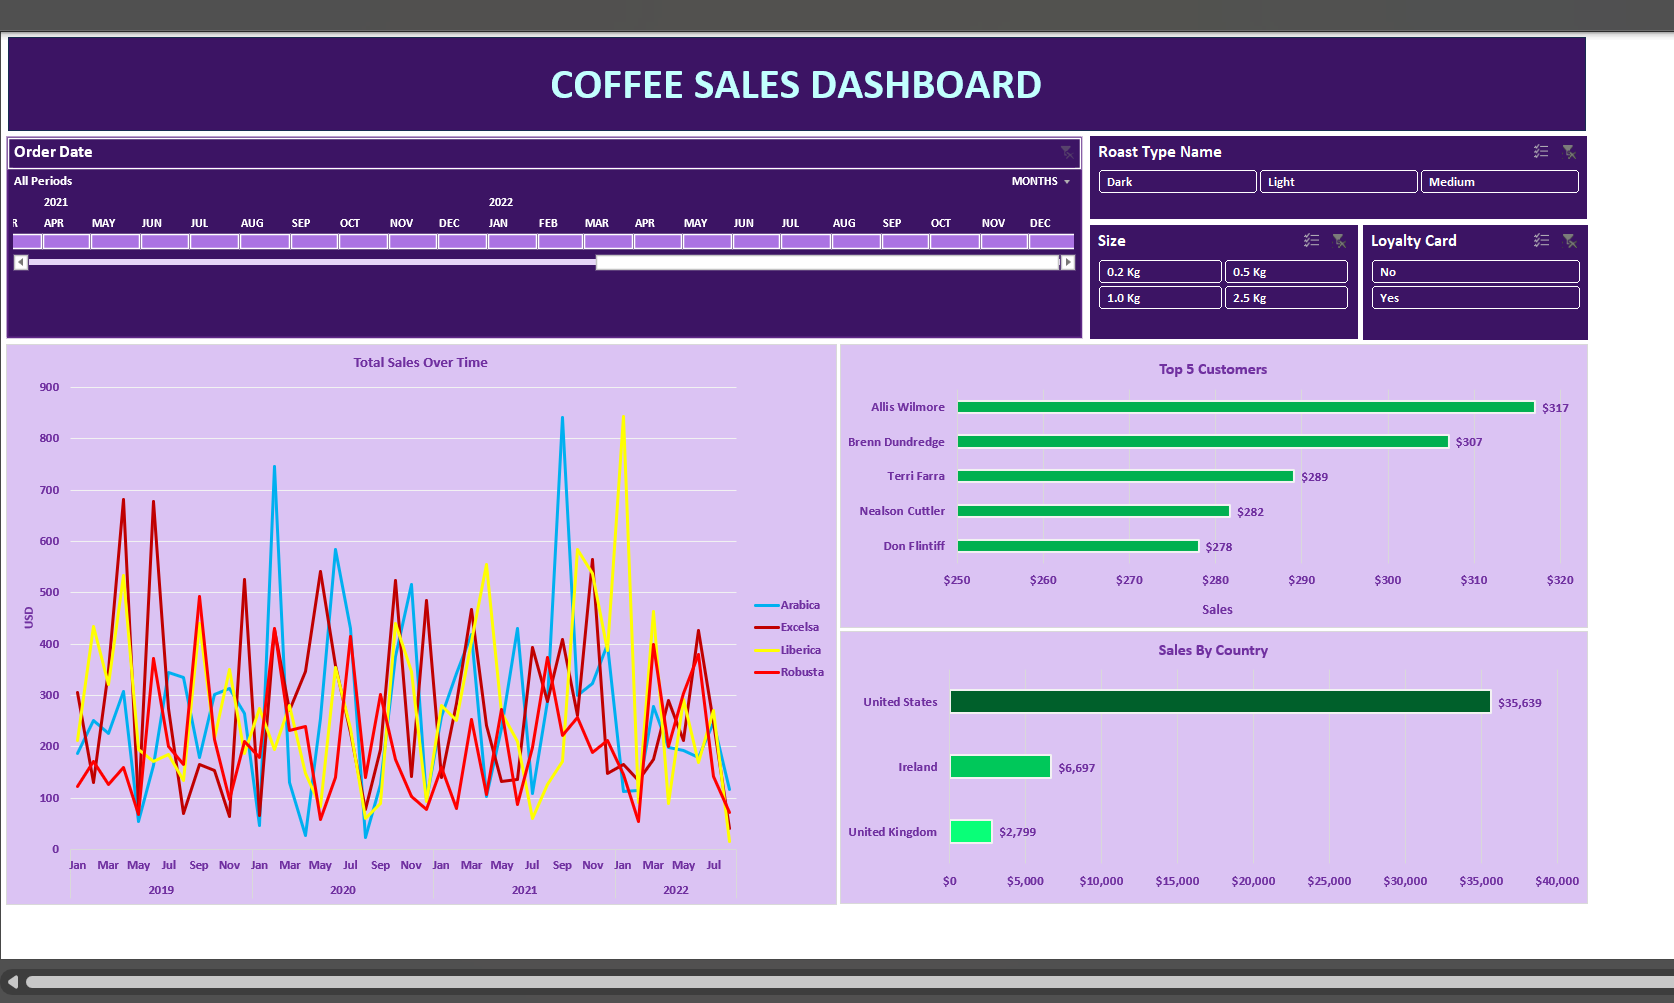 COFFEE SALES DASHBOARD
Order Date
All Periods MONTHS
2021 2022
R APR MAY JUN JUL AUG SEP OCT NOV DEC JAN FEB MAR APR MAY JUN JUL AUG SEP OCT NOV DEC
Roast Type Name
Dark Light Medium
Size
0.2 Kg 0.5 Kg
1.0 Kg 2.5 Kg
Loyalty Card
No
Yes
Total Sales Over Time
900
800
700
600
500
400
300
200
100
0
USD
Jan Mar May Jul Sep Nov Jan Mar May Jul Sep Nov Jan Mar May Jul Sep Nov Jan Mar May Jul
2019 2020 2021 2022
Arabica
Excelsa
Liberica
Robusta
Top 5 Customers
Allis Wilmore $317
Brenn Dundredge $307
Terri Farra $289
Nealson Cuttler $282
Don Flintiff $278
$250 $260 $270 $280 $290 $300 $310 $320
Sales
Sales By Country
United States $35,639
Ireland $6,697
United Kingdom $2,799
$0 $5,000 $10,000 $15,000 $20,000 $25,000 $30,000 $35,000 $40,000